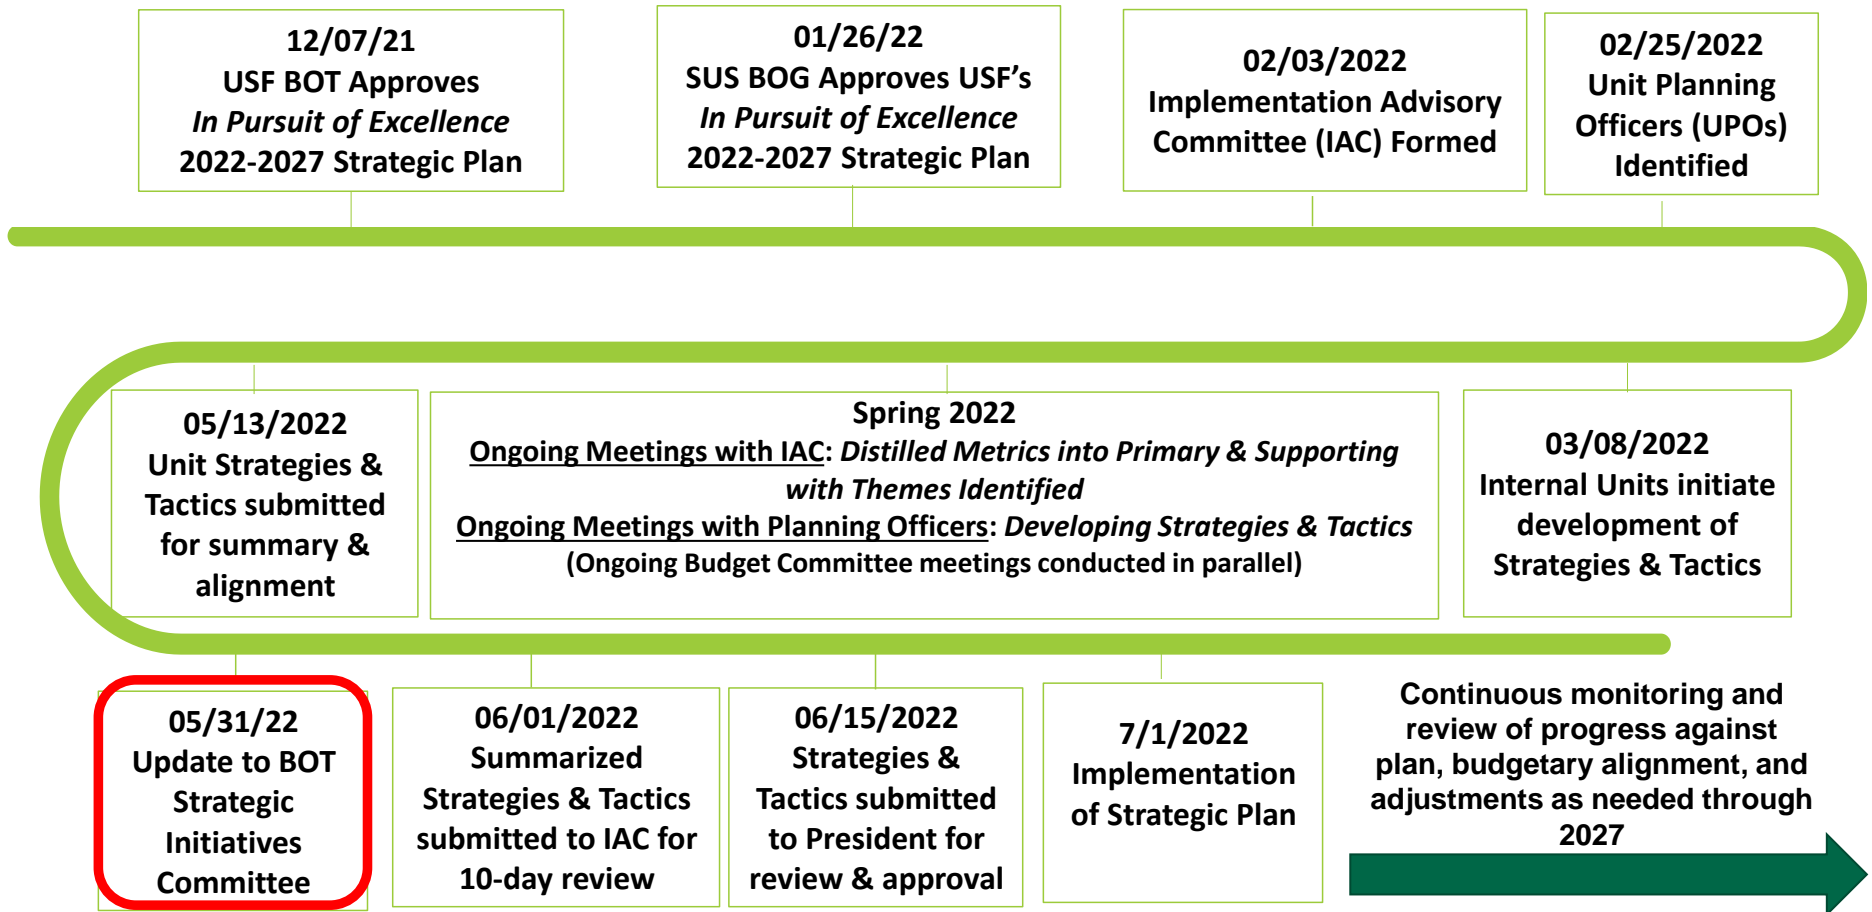 12/07/21
USF BOT Approves
In Pursuit of Excellence
2022-2027 Strategic Plan
01/26/22
SUS BOG Approves USF's
In Pursuit of Excellence
2022-2027 Strategic Plan
02/03/2022
Implementation Advisory
Committee (IAC) Formed
02/25/2022
Unit Planning
Officers (UPOs)
Identified
05/13/2022
Unit Strategies &
Tactics submitted
for summary &
alignment
Spring 2022
Ongoing Meetings with IAC: Distilled Metrics into Primary & Supporting
with Themes Identified
Ongoing Meetings with Planning Officers: Developing Strategies & Tactics
(Ongoing Budget Committee meetings conducted in parallel)
03/08/2022
Internal Units initiate
development of
Strategies & Tactics
05/31/22
Update to BOT
Strategic
Initiatives
Committee
06/01/2022
Summarized
Strategies & Tactics
submitted to IAC for
10-day review
06/15/2022
Strategies &
Tactics submitted
to President for
review & approval
7/1/2022
Implementation
of Strategic Plan
Continuous monitoring and
review of progress against
plan, budgetary alignment, and
adjustments as needed through
2027